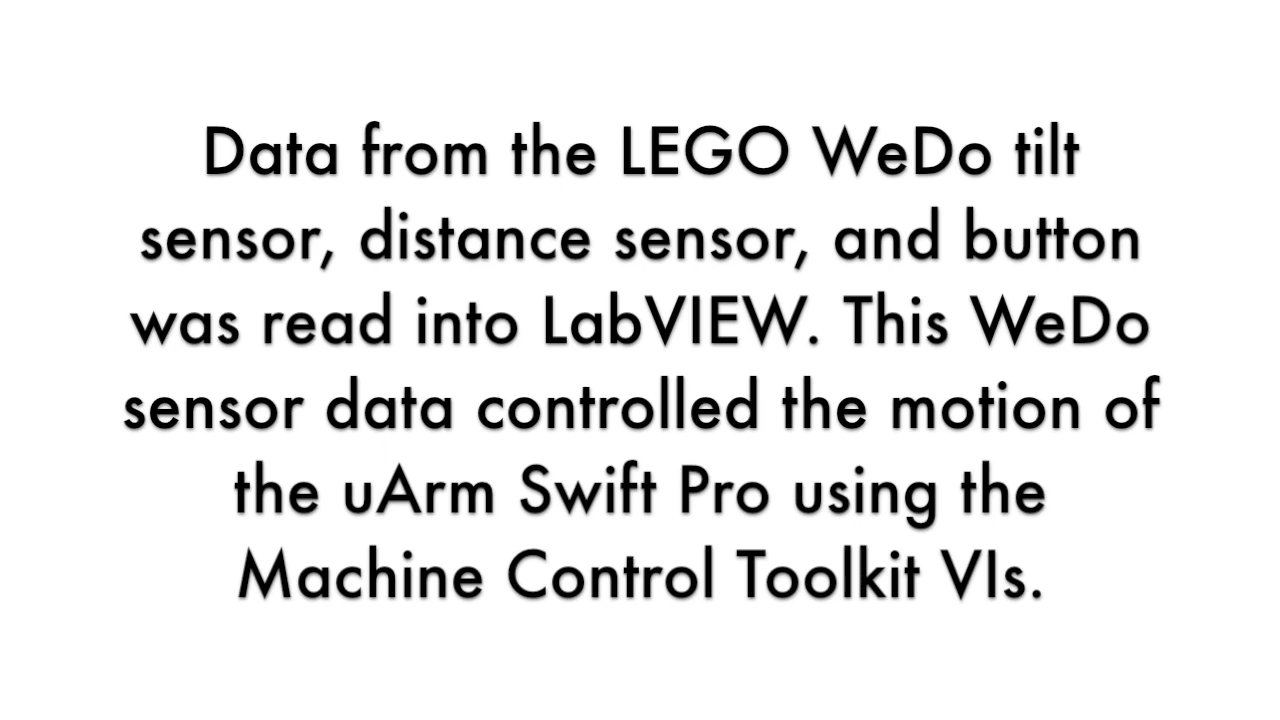 Data from the LEGO WeDo tilt
sensor, distance sensor, and button
was read into LabVIEW. This WeDo
sensor data controlled the motion of
the uArm Swift Pro using the
Machine Control Toolkit VIs.